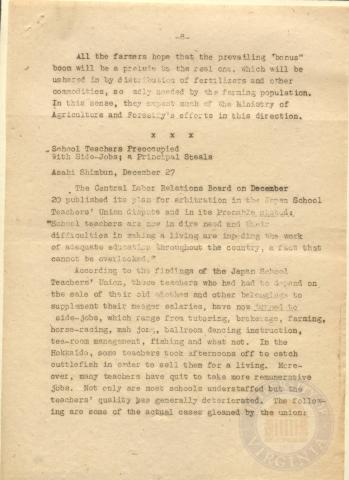 -8-
All the farmers hope that the prevailing "bonus"
boom will be a prelude to the real one, which will be
ushered in by distribution of fertilizers and other
commodities, so adly needed by the farming population.
In this sense, they expect much of the Ministry of
Agriculture and Forestry's efforts in this direction.
x x x
School Teachers Preoccupied
With Side-Jobs; a Principal Steals
Asahi Shimbun, December 27
The Central Labor Relations Board on December
20 published its plan for arbitration in the Japan School
Teachers' Union dispute and in its Preamble stated:
"School teachers are now in dire need and their
difficulties in making a living are impeding the work
of adequate education throughout the country, a fact that
cannot be overlooked."
According to the findings of the Japan School
Teachers' Union, those teachers who had had to depend on
the sale of their old clothes and other belongings to
supplement their meager salaries, have now turned to
side-jobs, which range from tutoring, brokerage, farming,
horse-racing, mah jong, ballroom dancing instruction,
tea-room management, fishing and what not. In the
Hokkaido, some teachers took afternoons off to catch
cuttlefish in order to sell them for a living. More-
over, many teachers have quit to take more remunerative
jobs. Not only are most schools understaffed but the
teachers' quality has generally deteriorated. The follow-
ing are some of the actual cases gleaned by the union:
VIRGINIA